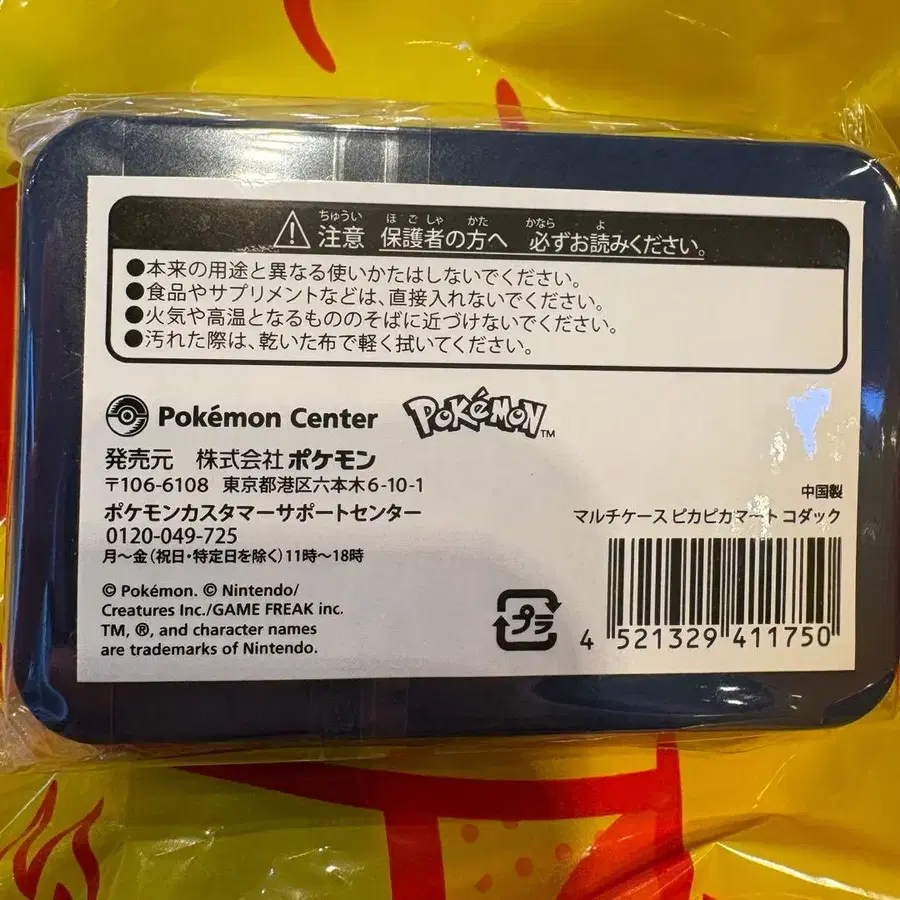 ちゅうい ほごしゃ かた かなら よ
注意 保護者の方へ 必ずお読みください。
●本来の用途と異なる使いかたはしないでください。
●食品やサプリメントなどは、直接入れないでください。
●火気や高温となるもののそばに近づけないでください。
●汚れた際は、乾いた布で軽く拭いてください。
Pokémon Center POKéMON™
発売元 株式会社ポケモン
〒106-6108 東京都港区六本木6-10-1
ポケモンカスタマーサポートセンター
0120-049-725
月～金(祝日・特定日を除く)11時～18時
© Pokémon. © Nintendo/
Creatures Inc./GAME FREAK inc.
TM, ®, and character names
are trademarks of Nintendo.
中国製
マルチケース ピカピカマート コダック
プラ
4 521329 411750